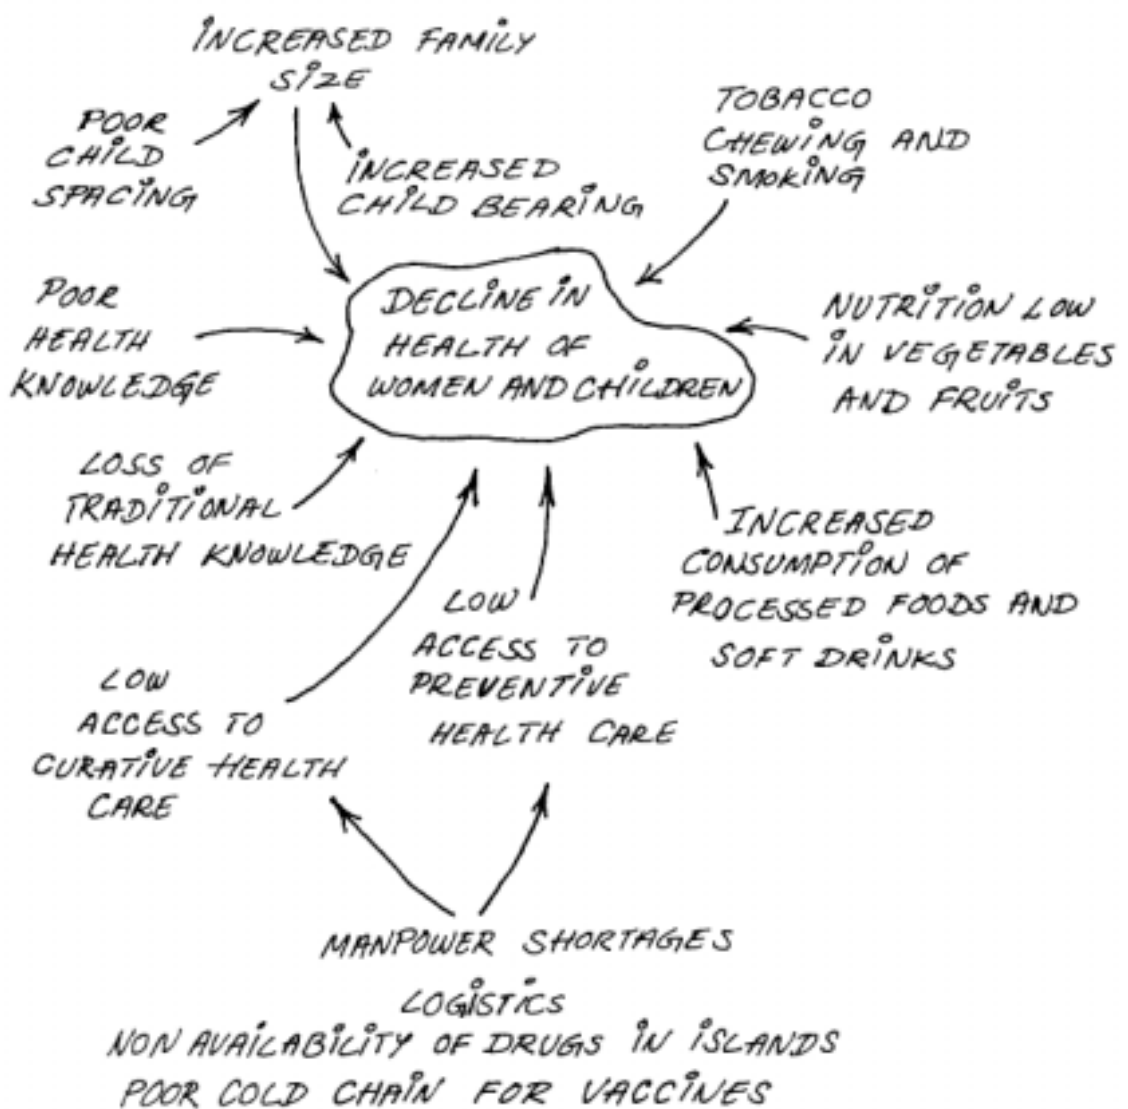 INCREASED FAMILY
SIZE
POOR
CHILD
SPACING
INCREASED
CHILD BEARING
TOBACCO
CHEWING AND
SMOKING
POOR
HEALTH
KNOWLEDGE
DECLINE IN
HEALTH OF
WOMEN AND CHILDREN
NUTRITION LOW
IN VEGETABLES
AND FRUITS
LOSS OF
TRADITIONAL
HEALTH KNOWLEDGE
INCREASED
CONSUMPTION OF
PROCESSED FOODS AND
SOFT DRINKS
LOW
ACCESS TO
PREVENTIVE
HEALTH CARE
LOW
ACCESS TO
CURATIVE HEALTH
CARE
MANPOWER SHORTAGES
LOGISTICS
NON AVAILABILITY OF DRUGS IN ISLANDS
POOR COLD CHAIN FOR VACCINES